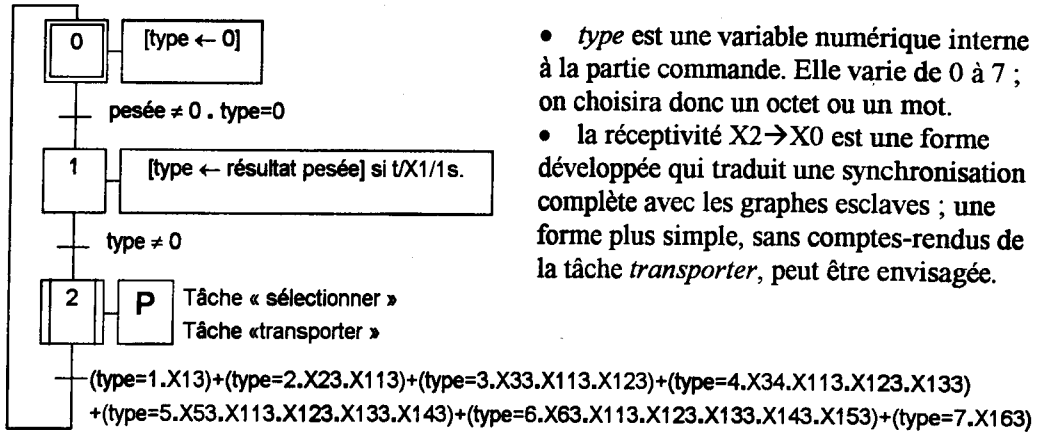 0
[type ← 0]
pesée ≠ 0 . type=0
1
[type ← résultat pesée] si t/X1/1s.
type ≠ 0
2
P
Tâche « sélectionner »
Tâche «transporter »
(type=1.X13)+(type=2.X23.X113)+(type=3.X33.X113.X123)+(type=4.X34.X113.X123.X133)
+(type=5.X53.X113.X123.X133.X143)+(type=6.X63.X113.X123.X133.X143.X153)+(type=7.X163)
• type est une variable numérique interne
à la partie commande. Elle varie de 0 à 7 ;
on choisira donc un octet ou un mot.
• la réceptivité X2→X0 est une forme
développée qui traduit une synchronisation
complète avec les graphes esclaves ; une
forme plus simple, sans comptes-rendus de
la tâche transporter, peut être envisagée.